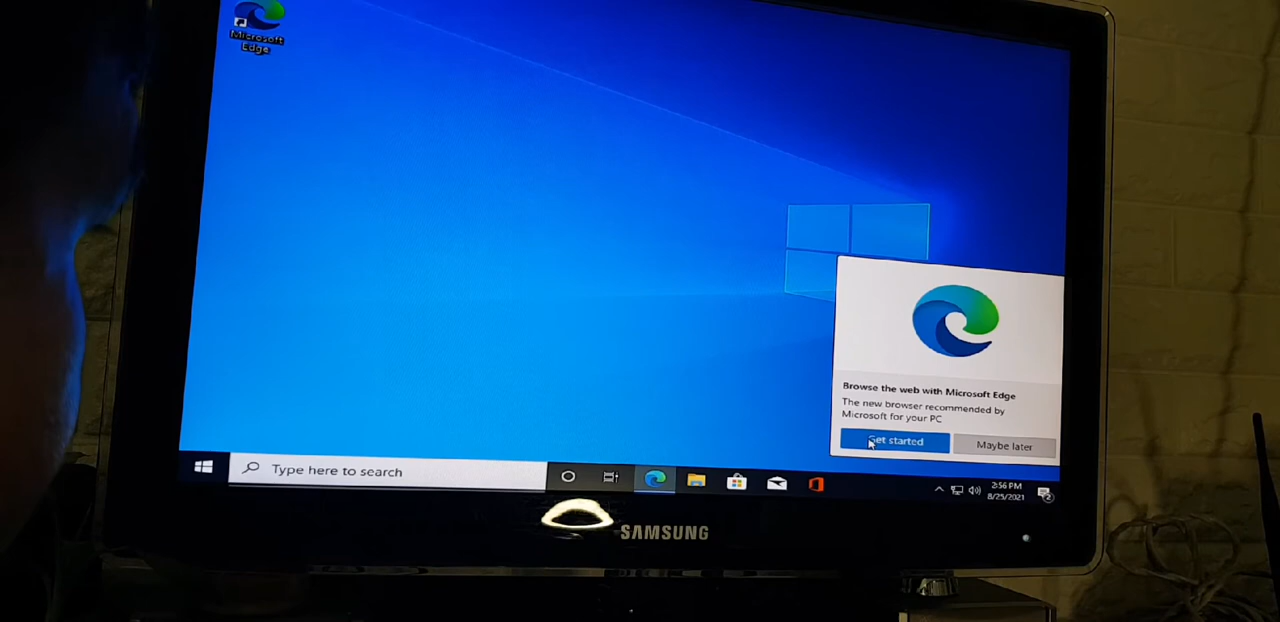 Microsoft
Edge
Browse the web with Microsoft Edge
The new browser recommended by
Microsoft for your PC
Get started
Maybe later
Type here to search
2:56 PM
8/25/2021
2
SAMSUNG